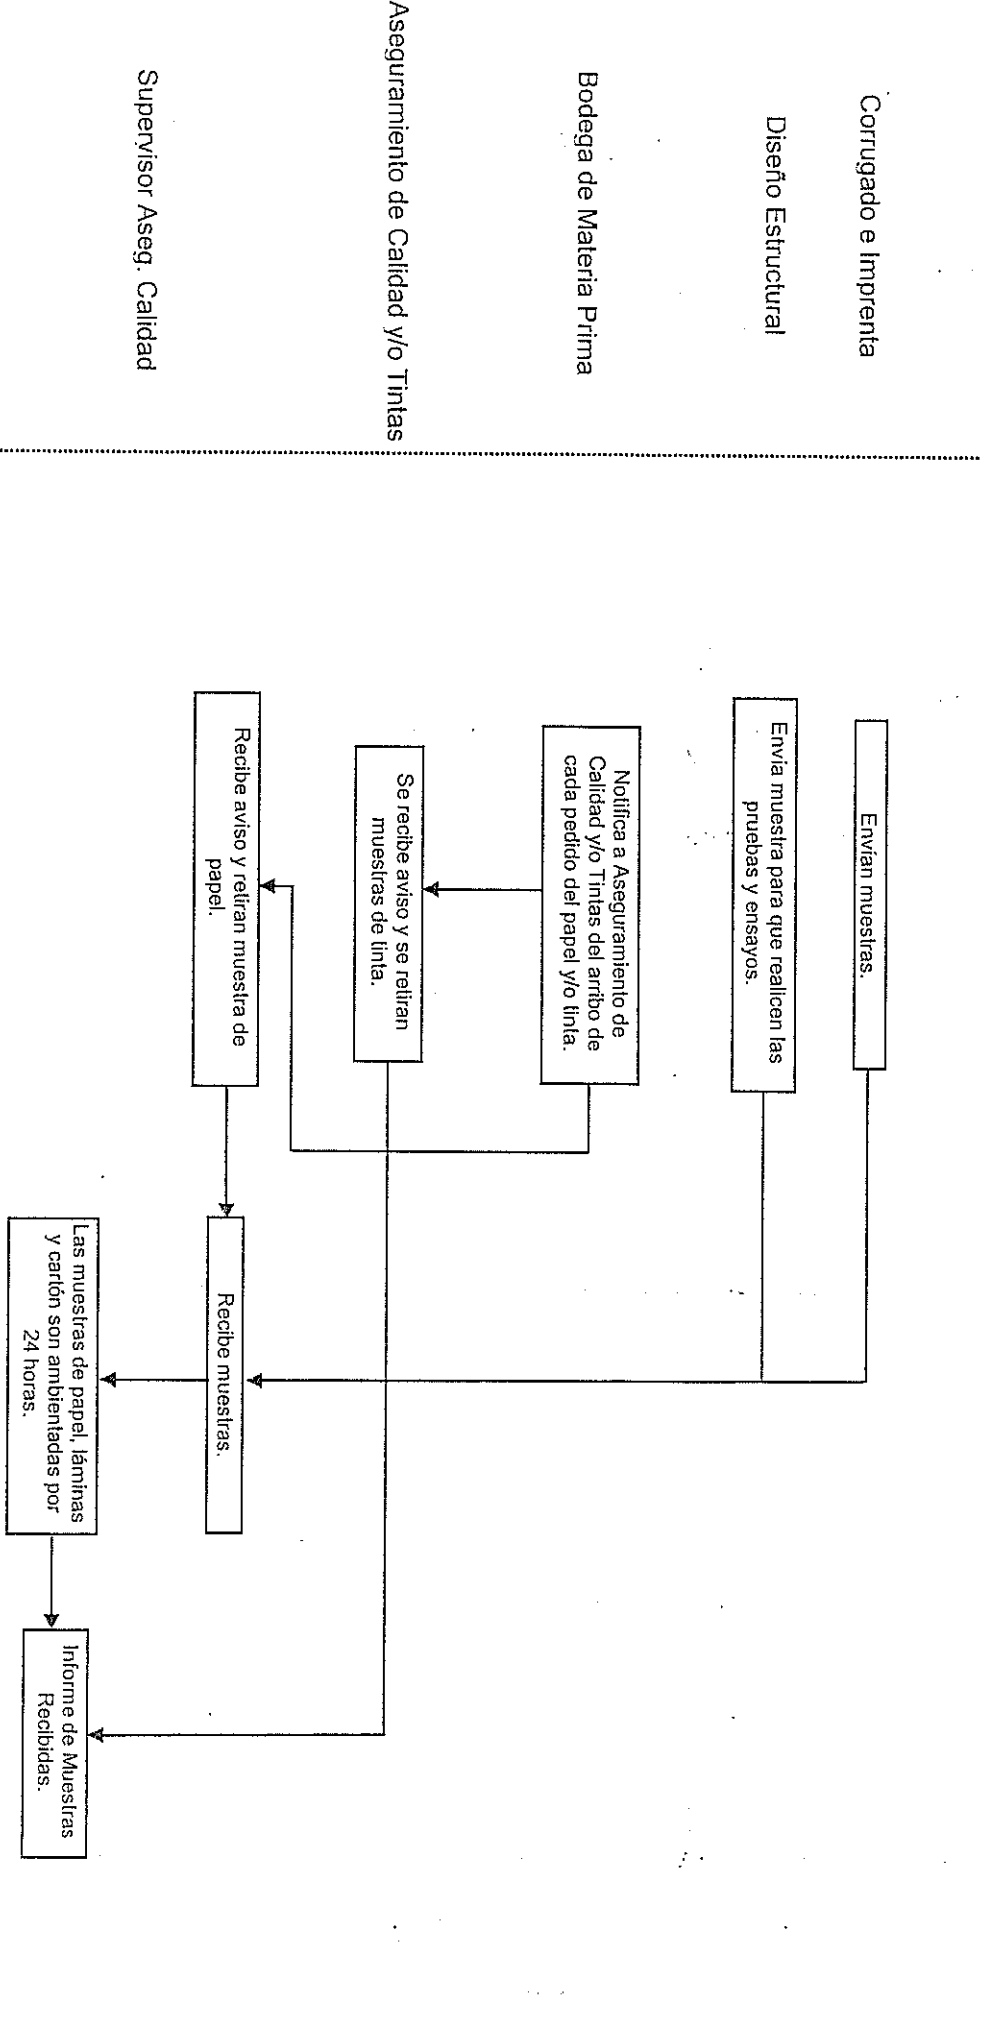 Corrugado e Imprenta
Envían muestras.
Diseño Estructural
Envía muestra para que realicen las
pruebas y ensayos.
Bodega de Materia Prima
Notifica a Aseguramiento de
Calidad y/o Tintas del arribo de
cada pedido del papel y/o tinta.
Aseguramiento de Calidad y/o Tintas
Se recibe aviso y se retiran
muestras de tinta.
Supervisor Aseg. Calidad
Recibe aviso y retiran muestra de
papel.
Recibe muestras.
Las muestras de papel, láminas
y cartón son ambientadas por
24 horas.
Informe de Muestras
Recibidas.